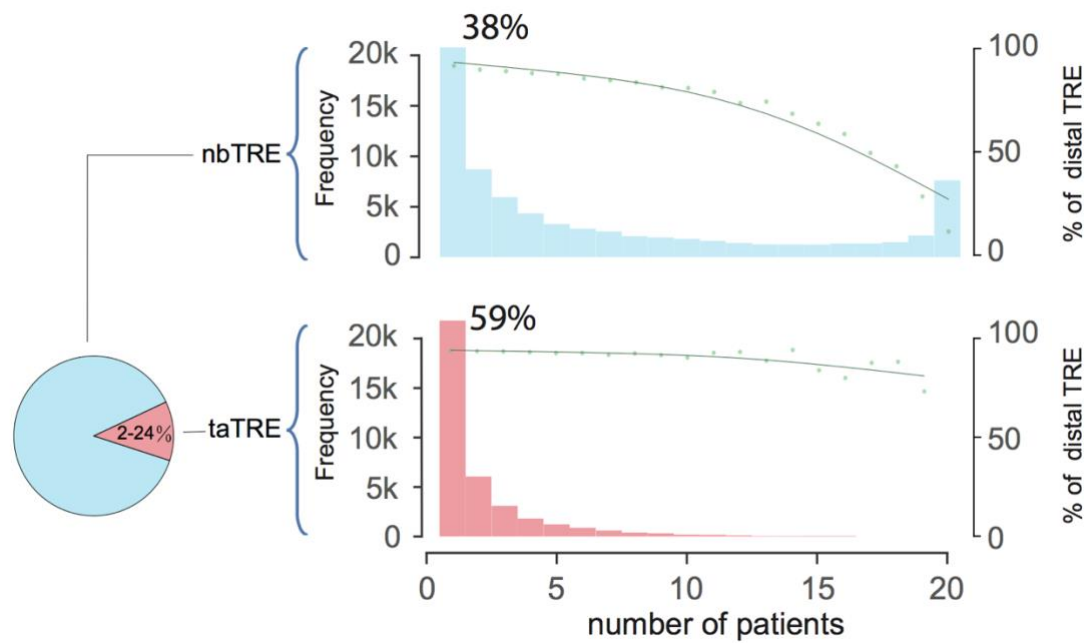 38%
20k
15k
10k
5k
0
Frequency
nbTRE
100
50
0
% of distal TRE
59%
20k
15k
10k
5k
0
Frequency
2-24%
taTRE
100
50
0
% of distal TRE
0 5 10 15 20
number of patients